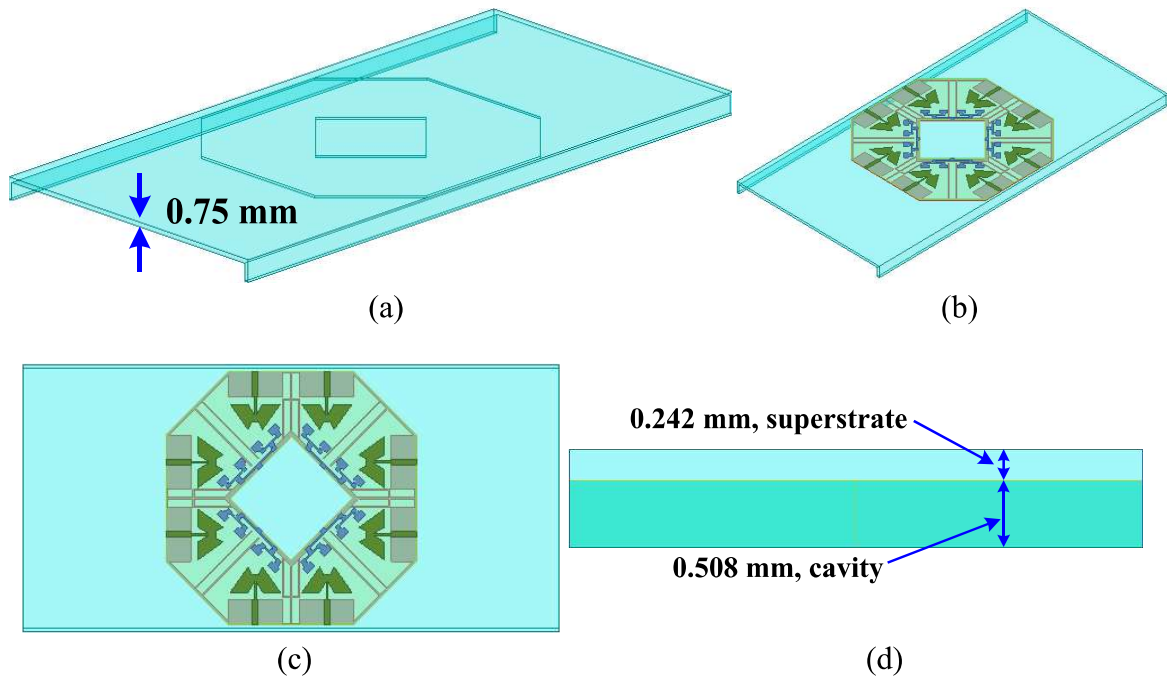 0.75 mm
(a)
(b)
0.242 mm, superstrate
0.508 mm, cavity
(c)
(d)